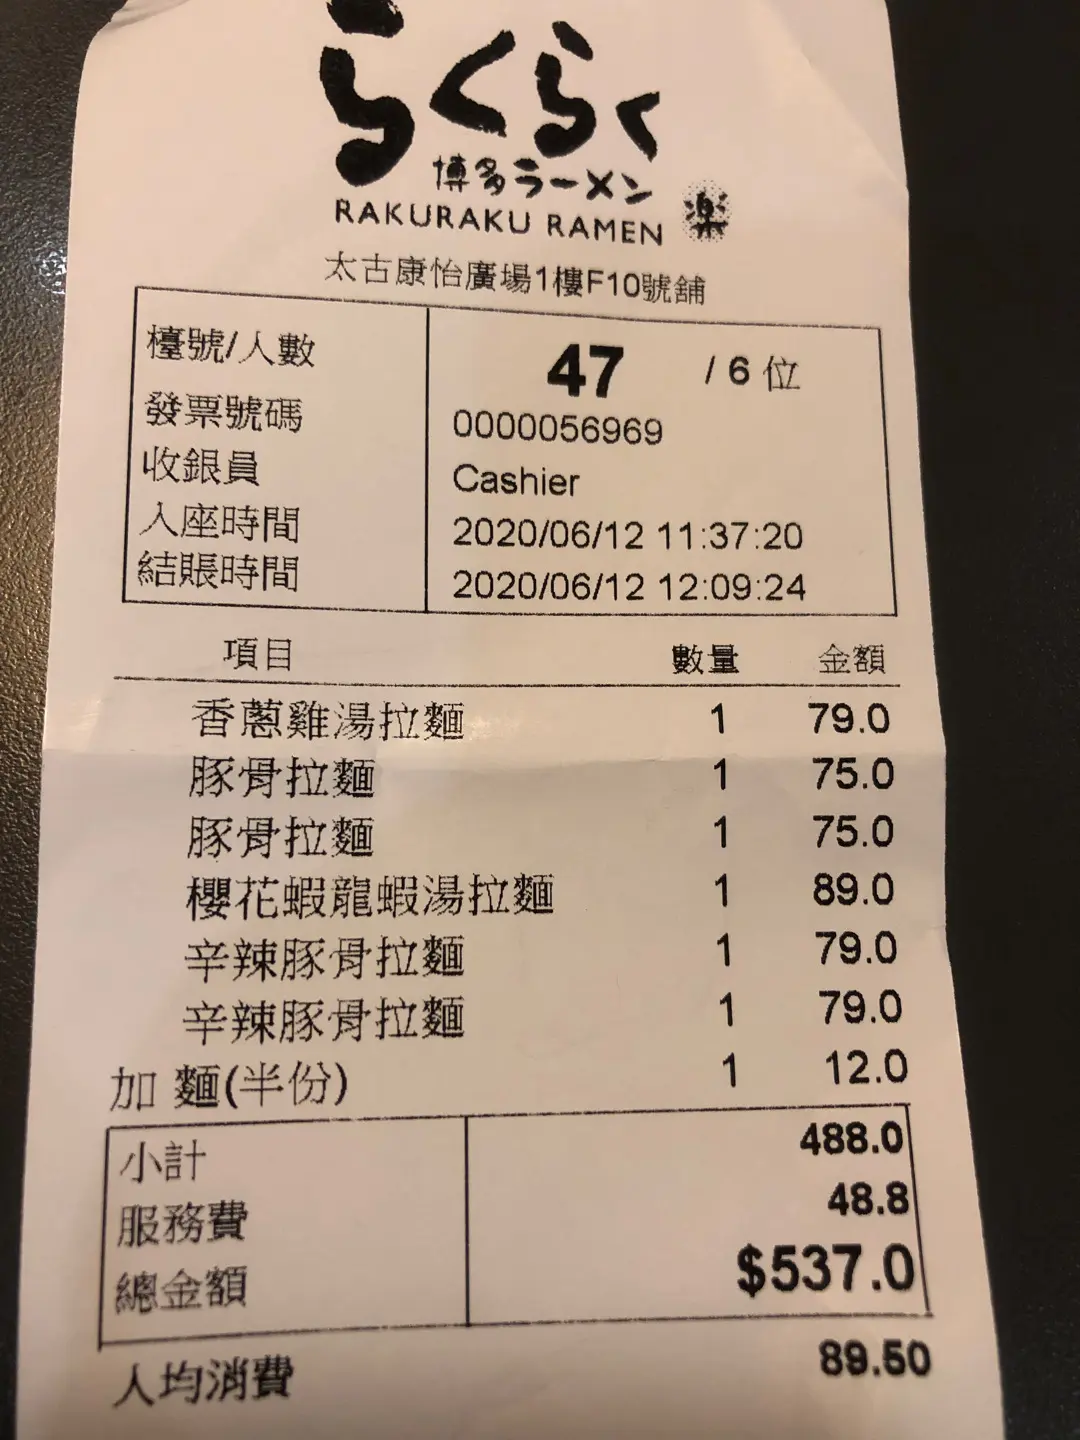 らくらく
博多ラーメン 楽
RAKURAKU RAMEN
太古康怡廣場1樓F10號舖
檯號/人數 47 / 6 位
發票號碼 0000056969
收銀員 Cashier
入座時間 2020/06/12 11:37:20
結賬時間 2020/06/12 12:09:24
項目 數量 金額
香蔥雞湯拉麵 1 79.0
豚骨拉麵 1 75.0
豚骨拉麵 1 75.0
櫻花蝦龍蝦湯拉麵 1 89.0
辛辣豚骨拉麵 1 79.0
辛辣豚骨拉麵 1 79.0
加 麵(半份) 1 12.0
小計 488.0
服務費 48.8
總金額 $537.0
人均消費 89.50